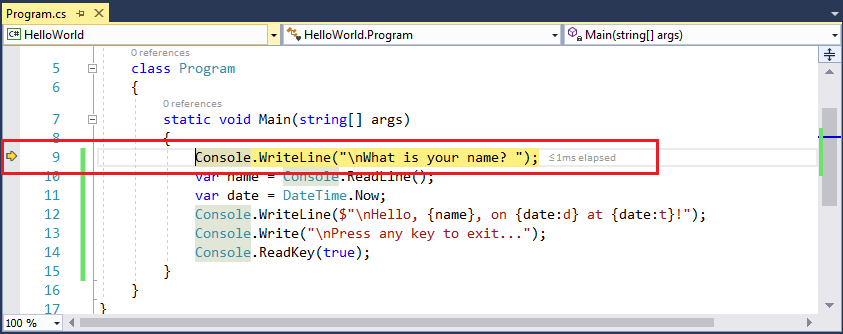 Program.cs
C# HelloWorld HelloWorld.Program Main(string[] args)
0 references
5 class Program
6 {
0 references
7 static void Main(string[] args)
8 {
9 Console.WriteLine("\nWhat is your name? "); ≤1ms elapsed
10 var name = Console.ReadLine();
11 var date = DateTime.Now;
12 Console.WriteLine($"\nHello, {name}, on {date:d} at {date:t}!");
13 Console.Write("\nPress any key to exit...");
14 Console.ReadKey(true);
15 }
16 }
17 }
100 %